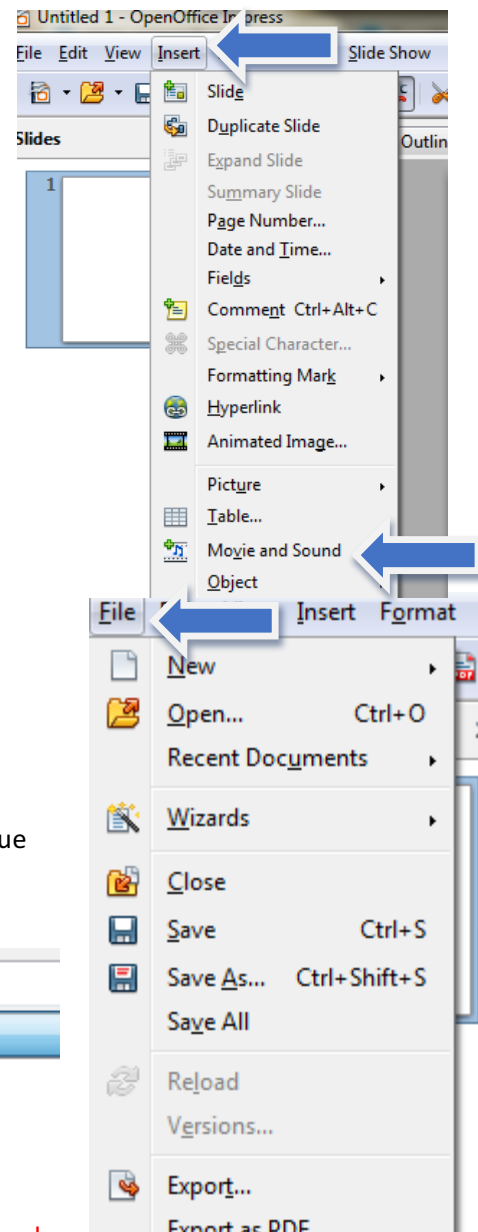 Untitled 1 - OpenOffice Impress
File Edit View Insert Slide Show
Slides
Outlin
1
Slide
Duplicate Slide
Expand Slide
Summary Slide
Page Number...
Date and Time...
Fields
Comment Ctrl+Alt+C
Special Character...
Formatting Mark
Hyperlink
Animated Image...
Picture
Table...
Movie and Sound
Object
File Insert Format
New
Open... Ctrl+O
Recent Documents
Wizards
ue
Close
Save Ctrl+S
Save As... Ctrl+Shift+S
Save All
Reload
Versions...
Export...
Export as PDF